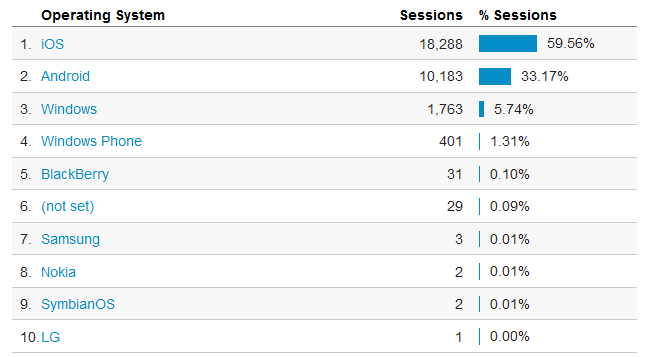 Operating System Sessions % Sessions
1. iOS 18,288 59.56%
2. Android 10,183 33.17%
3. Windows 1,763 5.74%
4. Windows Phone 401 1.31%
5. BlackBerry 31 0.10%
6. (not set) 29 0.09%
7. Samsung 3 0.01%
8. Nokia 2 0.01%
9. SymbianOS 2 0.01%
10. LG 1 0.00%